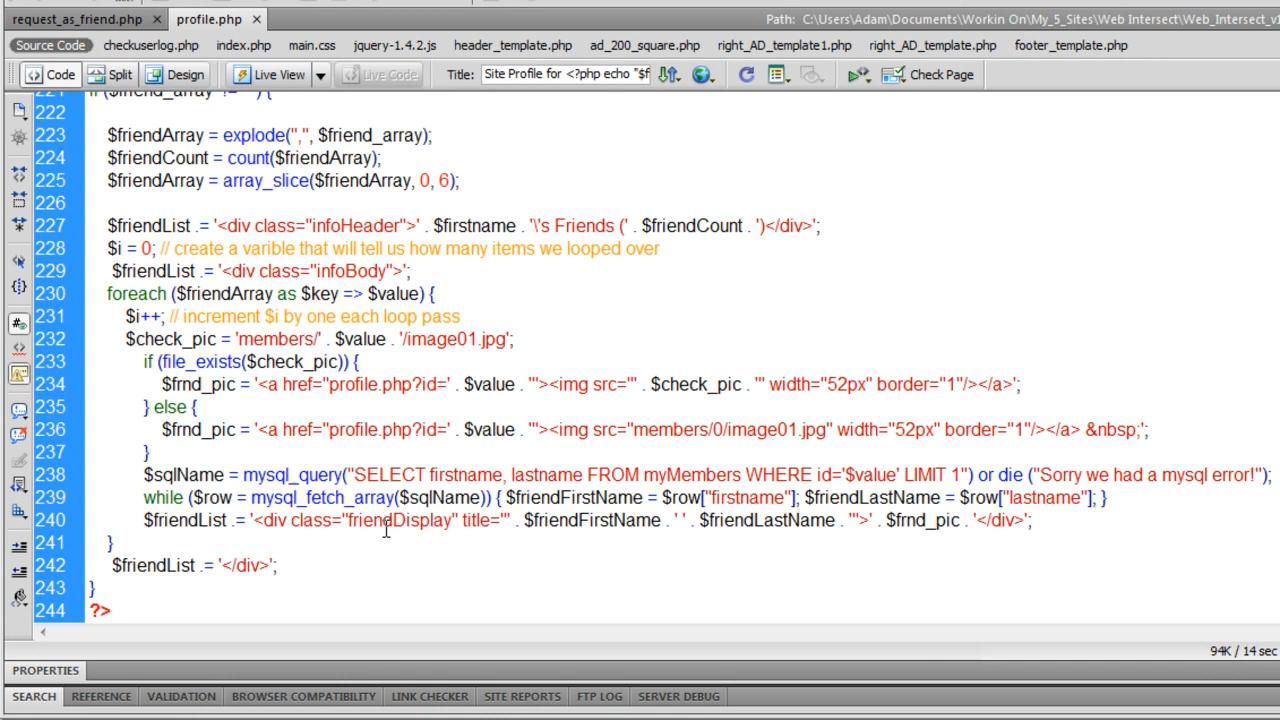 request_as_friend.php × profile.php × Path: C:\Users\Adam\Documents\Workin On\My_5_Sites\Web Intersect\Web_Intersect_v1
Source Code checkuserlog.php index.php main.css jquery-1.4.2.js header_template.php ad_200_square.php right_AD_template1.php right_AD_template.php footer_template.php
Code Split Design Live View Live Code Title: Site Profile for <?php echo "$f Check Page
222
223 $friendArray = explode(",", $friend_array);
224 $friendCount = count($friendArray);
225 $friendArray = array_slice($friendArray, 0, 6);
226
227 $friendList .= '<div class="infoHeader">' . $firstname . '\'s Friends (' . $friendCount . ')</div>';
228 $i = 0; // create a varible that will tell us how many items we looped over
229 $friendList .= '<div class="infoBody">';
230 foreach ($friendArray as $key => $value) {
231 $i++; // increment $i by one each loop pass
232 $check_pic = 'members/' . $value . '/image01.jpg';
233 if (file_exists($check_pic)) {
234 $frnd_pic = '<a href="profile.php?id=' . $value . '"><img src="' . $check_pic . '" width="52px" border="1"/></a>';
235 } else {
236 $frnd_pic = '<a href="profile.php?id=' . $value . '"><img src="members/0/image01.jpg" width="52px" border="1"/></a> &nbsp;';
237 }
238 $sqlName = mysql_query("SELECT firstname, lastname FROM myMembers WHERE id='$value' LIMIT 1") or die ("Sorry we had a mysql error!");
239 while ($row = mysql_fetch_array($sqlName)) { $friendFirstName = $row["firstname"]; $friendLastName = $row["lastname"]; }
240 $friendList .= '<div class="friendDisplay" title="' . $friendFirstName . ' ' . $friendLastName . '">' . $frnd_pic . '</div>';
241 }
242 $friendList .= '</div>';
243 }
244 ?>
94K / 14 sec
PROPERTIES
SEARCH REFERENCE VALIDATION BROWSER COMPATIBILITY LINK CHECKER SITE REPORTS FTP LOG SERVER DEBUG